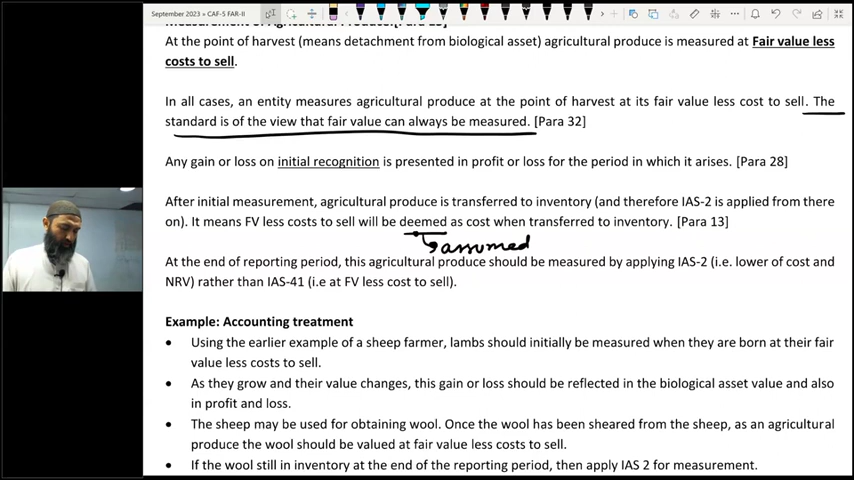 September 2023 » CAF-5 FAR-II
At the point of harvest (means detachment from biological asset) agricultural produce is measured at Fair value less
costs to sell.
In all cases, an entity measures agricultural produce at the point of harvest at its fair value less cost to sell. The
standard is of the view that fair value can always be measured. [Para 32]
Any gain or loss on initial recognition is presented in profit or loss for the period in which it arises. [Para 28]
After initial measurement, agricultural produce is transferred to inventory (and therefore IAS-2 is applied from there
on). It means FV less costs to sell will be deemed as cost when transferred to inventory. [Para 13]
assumed
At the end of reporting period, this agricultural produce should be measured by applying IAS-2 (i.e. lower of cost and
NRV) rather than IAS-41 (i.e at FV less cost to sell).
Example: Accounting treatment
• Using the earlier example of a sheep farmer, lambs should initially be measured when they are born at their fair
value less costs to sell.
• As they grow and their value changes, this gain or loss should be reflected in the biological asset value and also
in profit and loss.
• The sheep may be used for obtaining wool. Once the wool has been sheared from the sheep, as an agricultural
produce the wool should be valued at fair value less costs to sell.
• If the wool still in inventory at the end of the reporting period, then apply IAS 2 for measurement.